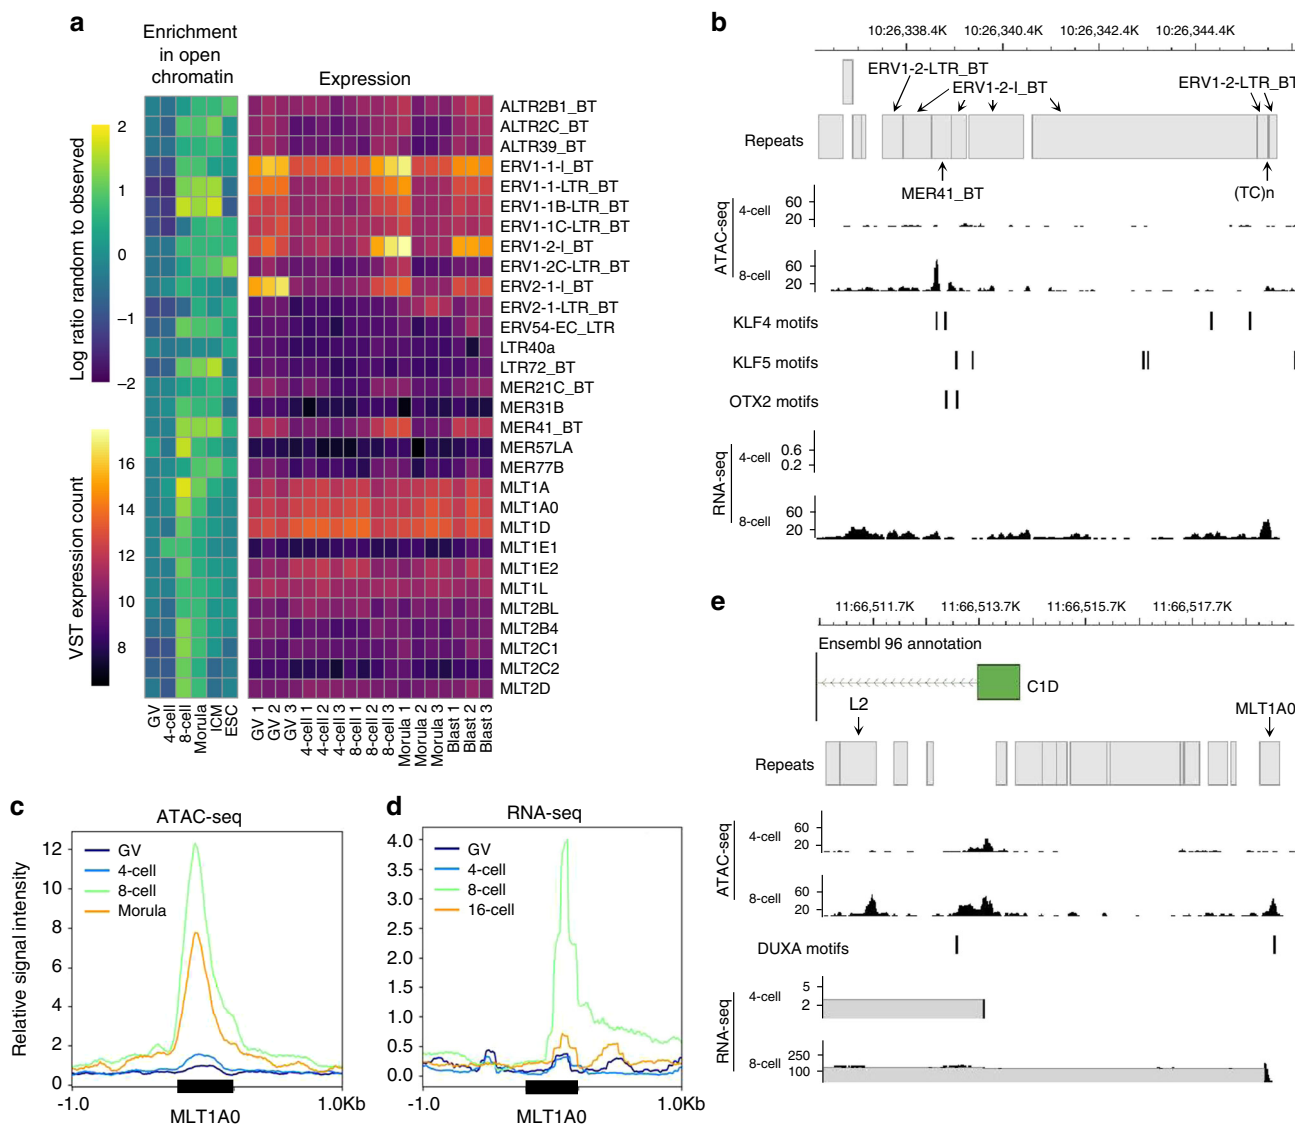 a
Enrichment
in open
chromatin
Expression
Log ratio random to observed
2
1
0
−1
−2
VST expression count
16
14
12
10
8
ALTR2B1_BT
ALTR2C_BT
ALTR39_BT
ERV1-1-I_BT
ERV1-1-LTR_BT
ERV1-1B-LTR_BT
ERV1-1C-LTR_BT
ERV1-2-I_BT
ERV1-2C-LTR_BT
ERV2-1-I_BT
ERV2-1-LTR_BT
ERV54-EC_LTR
LTR40a
LTR72_BT
MER21C_BT
MER31B
MER41_BT
MER57LA
MER77B
MLT1A
MLT1A0
MLT1D
MLT1E1
MLT1E2
MLT1L
MLT2BL
MLT2B4
MLT2C1
MLT2C2
MLT2D
GV
4-cell
8-cell
Morula
ICM
ESC
GV 1
GV 2
GV 3
4-cell 1
4-cell 2
4-cell 3
8-cell 1
8-cell 2
8-cell 3
Morula 1
Morula 2
Morula 3
Blast 1
Blast 2
Blast 3
b
10:26,338.4K 10:26,340.4K 10:26,342.4K 10:26,344.4K
ERV1-2-LTR_BT
ERV1-2-I_BT
ERV1-2-LTR_BT
Repeats
MER41_BT
(TC)n
ATAC-seq
4-cell
60
20
8-cell
60
20
KLF4 motifs
KLF5 motifs
OTX2 motifs
RNA-seq
4-cell
0.6
0.2
8-cell
60
20
c
ATAC-seq
Relative signal intensity
12
10
8
6
4
2
0
GV
4-cell
8-cell
Morula
-1.0
1.0Kb
MLT1A0
d
RNA-seq
4.0
3.5
3.0
2.5
2.0
1.5
1.0
0.5
0.0
GV
4-cell
8-cell
16-cell
-1.0
1.0Kb
MLT1A0
e
11:66,511.7K 11:66,513.7K 11:66,515.7K 11:66,517.7K
Ensembl 96 annotation
C1D
L2
MLT1A0
Repeats
ATAC-seq
4-cell
60
20
8-cell
60
20
DUXA motifs
RNA-seq
4-cell
5
2
8-cell
250
100